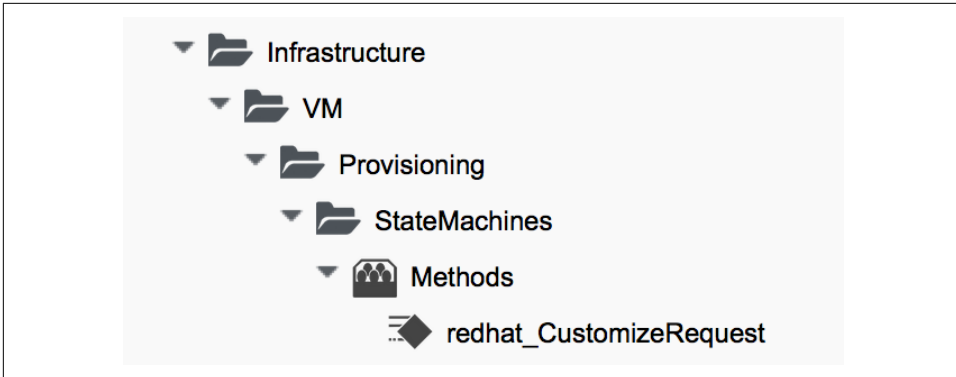 Infrastructure
VM
Provisioning
StateMachines
Methods
redhat_CustomizeRequest